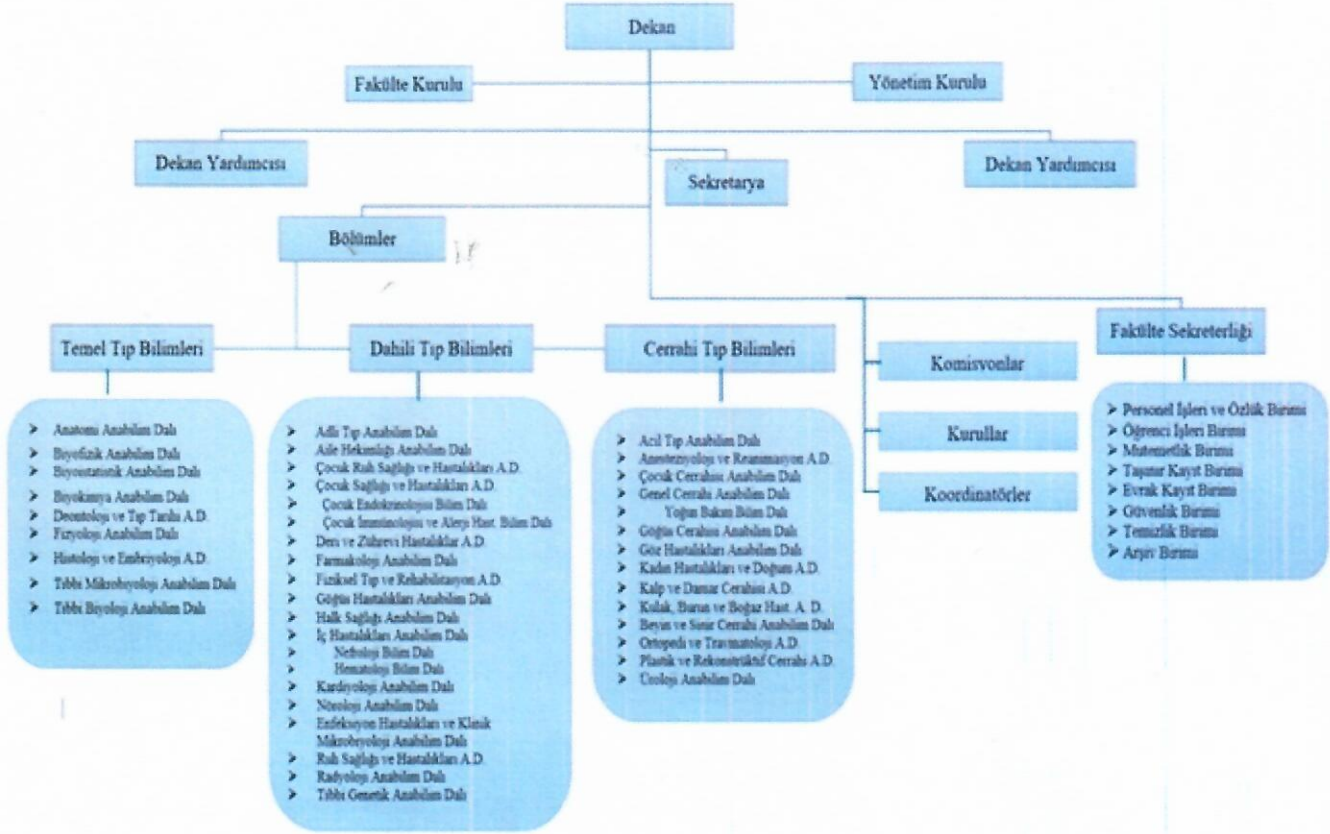 Dekan
Fakülte Kurulu
Yönetim Kurulu
Dekan Yardımcısı
Sekretarya
Dekan Yardımcısı
Bölümler
Temel Tıp Bilimleri
Dahili Tıp Bilimleri
Cerrahi Tıp Bilimleri
Fakülte Sekreterliği
Komisyonlar
Kurullar
Koordinatörler
➤ Anatomi Anabilim Dalı
➤ Biyofizik Anabilim Dalı
➤ Biyoistatistik Anabilim Dalı
➤ Biyokimya Anabilim Dalı
➤ Deontoloji ve Tıp Tarihi A.D.
➤ Fizyoloji Anabilim Dalı
➤ Histoloji ve Embriyoloji A.D.
➤ Tıbbi Mikrobiyoloji Anabilim Dalı
➤ Tıbbi Biyoloji Anabilim Dalı
➤ Adli Tıp Anabilim Dalı
➤ Aile Hekimliği Anabilim Dalı
➤ Çocuk Ruh Sağlığı ve Hastalıkları A.D.
➤ Çocuk Sağlığı ve Hastalıkları A.D.
➤ Çocuk Endokrinolojisi Bilim Dalı
➤ Çocuk İmmünolojisi ve Alerji Hast. Bilim Dalı
➤ Deri ve Zührevi Hastalıklar A.D.
➤ Farmakoloji Anabilim Dalı
➤ Fiziksel Tıp ve Rehabilitasyon A.D.
➤ Göğüs Hastalıkları Anabilim Dalı
➤ Halk Sağlığı Anabilim Dalı
➤ İç Hastalıkları Anabilim Dalı
➤ Nefroloji Bilim Dalı
➤ Hematoloji Bilim Dalı
➤ Kardiyoloji Anabilim Dalı
➤ Nöroloji Anabilim Dalı
➤ Enfeksiyon Hastalıkları ve Klinik
Mikrobiyoloji Anabilim Dalı
➤ Ruh Sağlığı ve Hastalıkları A.D.
➤ Radyoloji Anabilim Dalı
➤ Tıbbi Genetik Anabilim Dalı
➤ Acil Tıp Anabilim Dalı
➤ Anesteziyoloji ve Reanimasyon A.D.
➤ Çocuk Cerrahisi Anabilim Dalı
➤ Genel Cerrahi Anabilim Dalı
➤ Yoğun Bakım Bilim Dalı
➤ Göğüs Cerahisi Anabilim Dalı
➤ Göz Hastalıkları Anabilim Dalı
➤ Kadın Hastalıkları ve Doğum A.D.
➤ Kalp ve Damar Cerahisi A.D.
➤ Kulak, Burun ve Boğaz Hast. A. D.
➤ Beyin ve Sinir Cerrahi Anabilim Dalı
➤ Ortopedi ve Travmatoloji A.D.
➤ Plastik ve Rekonstrüktif Cerrahi A.D.
➤ Üroloji Anabilim Dalı
➤ Personel İşleri ve Özlük Birimi
➤ Öğrenci İşleri Birimi
➤ Mutemetlik Birimi
➤ Taşınır Kayıt Birimi
➤ Evrak Kayıt Birimi
➤ Güvenlik Birimi
➤ Temizlik Birimi
➤ Arşiv Birimi